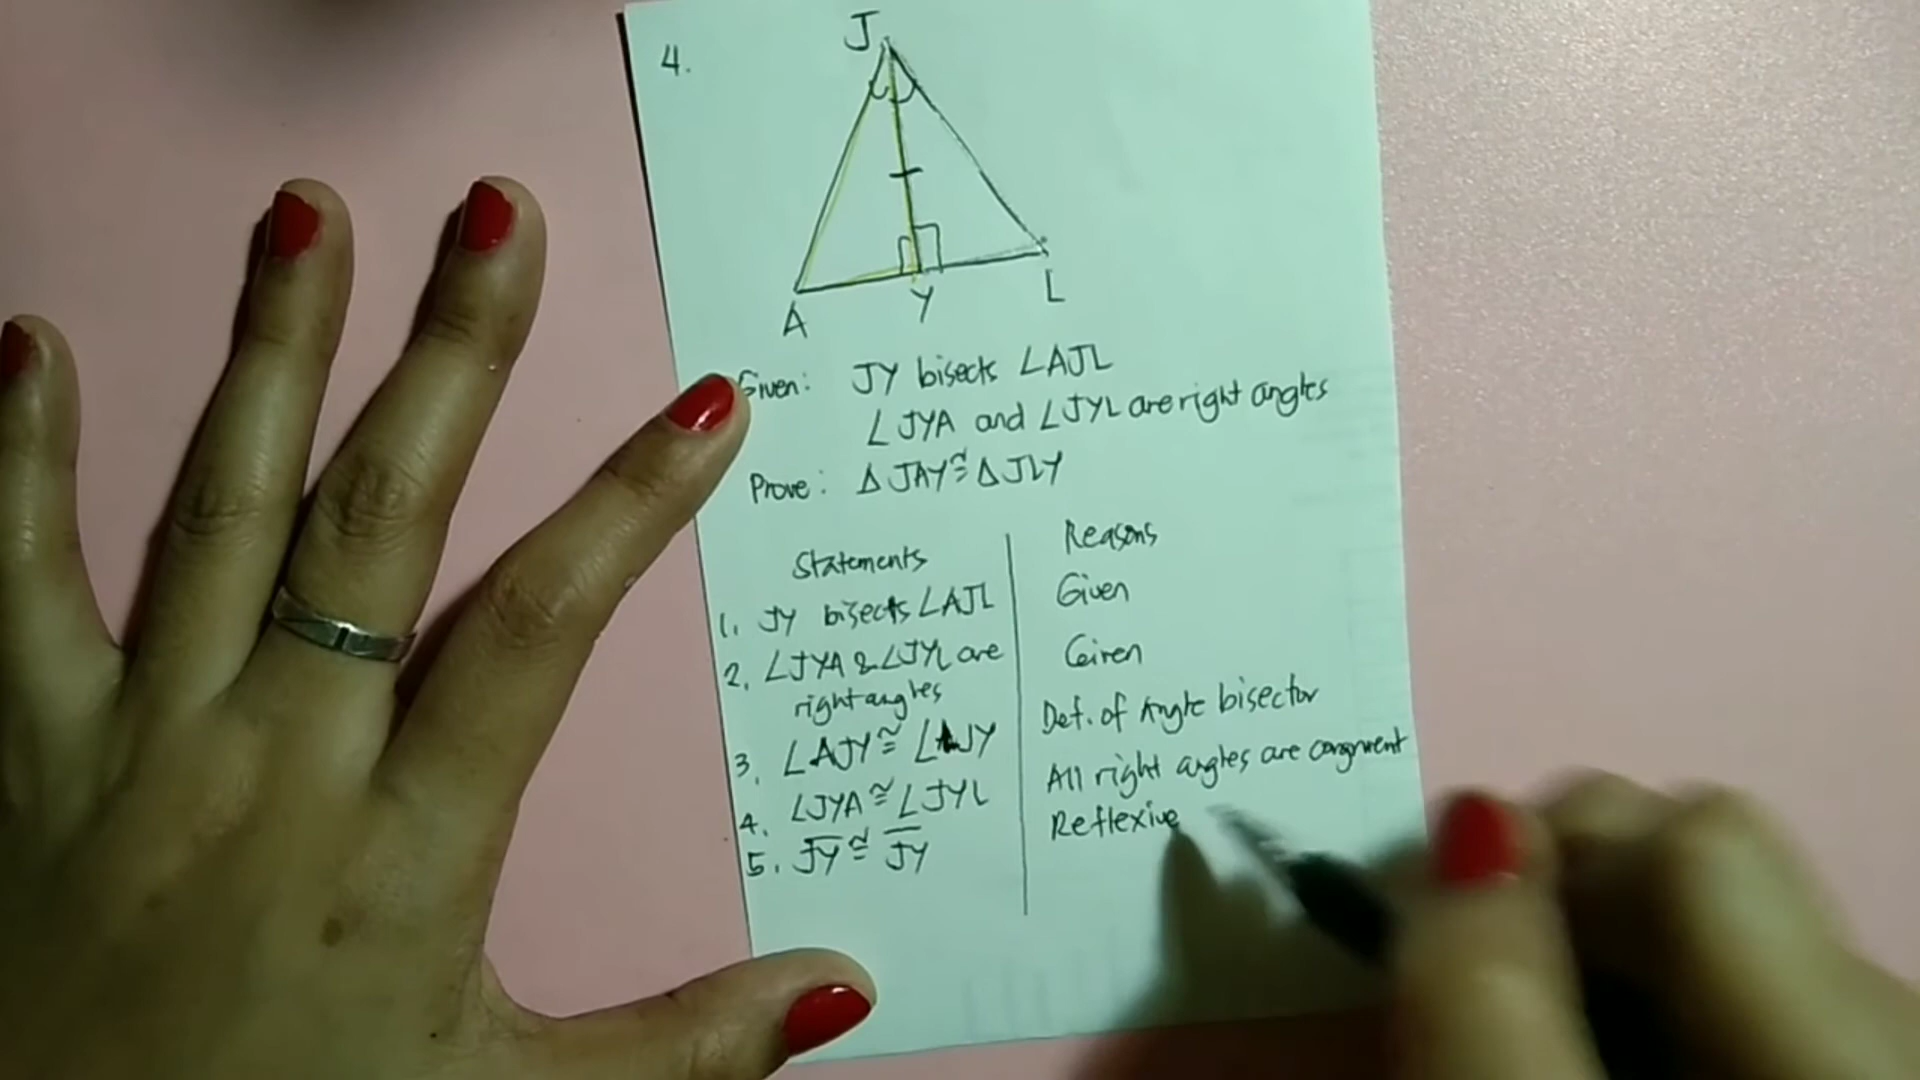 4.
J
A
Y
L
Given: JY bisects ∠AJL
∠JYA and ∠JYL are right angles
Prove: Δ JAY ≅ Δ JLY
Statements
Reasons
1. JY bisects ∠AJL
Given
2. ∠JYA & ∠JYL are
right angles
Given
3. ∠AJY ≅ ∠LJY
Def. of Angle bisector
4. ∠JYA ≅ ∠JYL
All right angles are congruent
5. JY ≅ JY
Reflexive